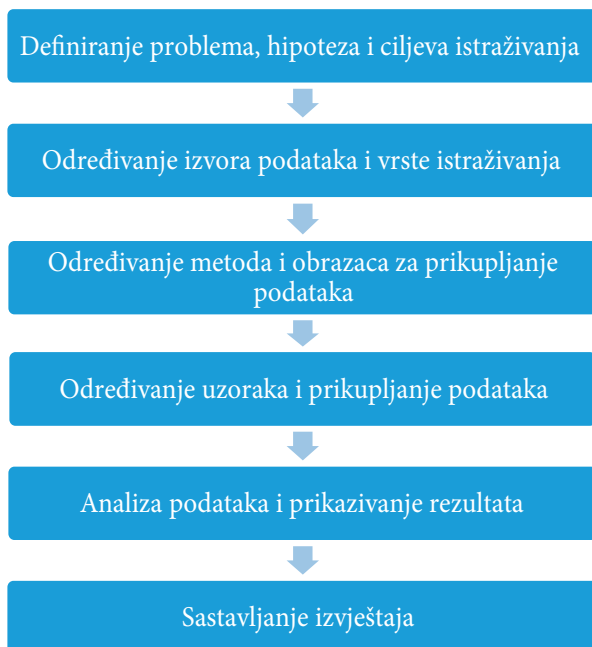 Definiranje problema, hipoteza i ciljeva istraživanja
Određivanje izvora podataka i vrste istraživanja
Određivanje metoda i obrazaca za prikupljanje
podataka
Određivanje uzoraka i prikupljanje podataka
Analiza podataka i prikazivanje rezultata
Sastavljanje izvještaja